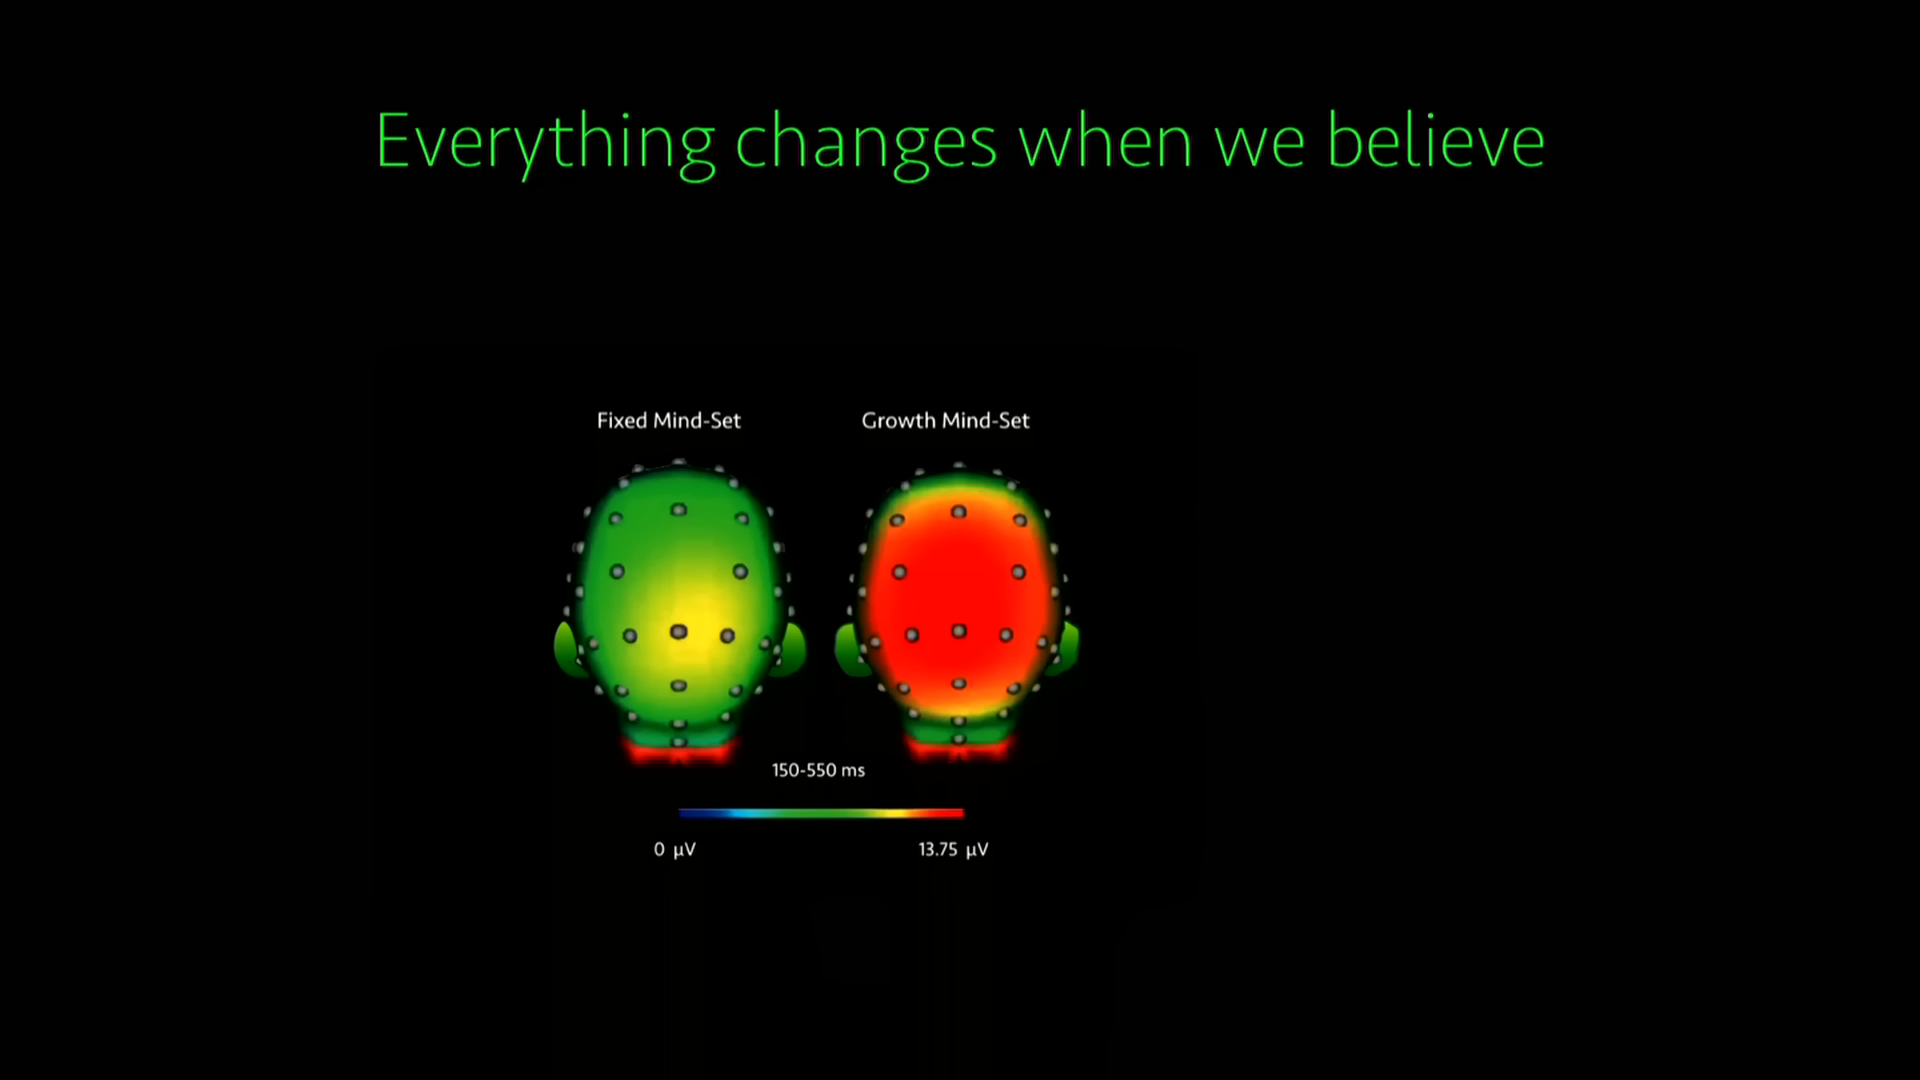 Everything changes when we believe
Fixed Mind-Set
Growth Mind-Set
150-550 ms
0 µV
13.75 µV